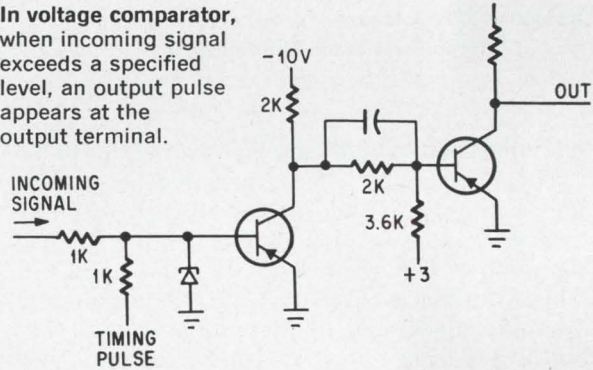 In voltage comparator,
when incoming signal
exceeds a specified
level, an output pulse
appears at the
output terminal.
-10V
2K
OUT
2K
3.6K
+3
INCOMING
SIGNAL
1K
1K
TIMING
PULSE